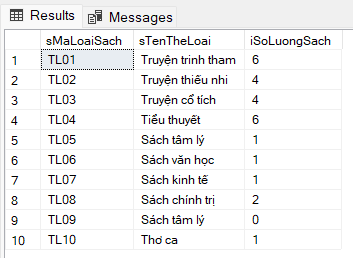 Results Messages
sMaLoaiSach sTenTheLoai iSoLuongSach
1 TL01 Truyện trinh tham 6
2 TL02 Truyện thiếu nhi 4
3 TL03 Truyện cổ tích 4
4 TL04 Tiểu thuyết 6
5 TL05 Sách tâm lý 1
6 TL06 Sách văn học 1
7 TL07 Sách kinh tế 1
8 TL08 Sách chính trị 2
9 TL09 Sách tâm lý 0
10 TL10 Thơ ca 1